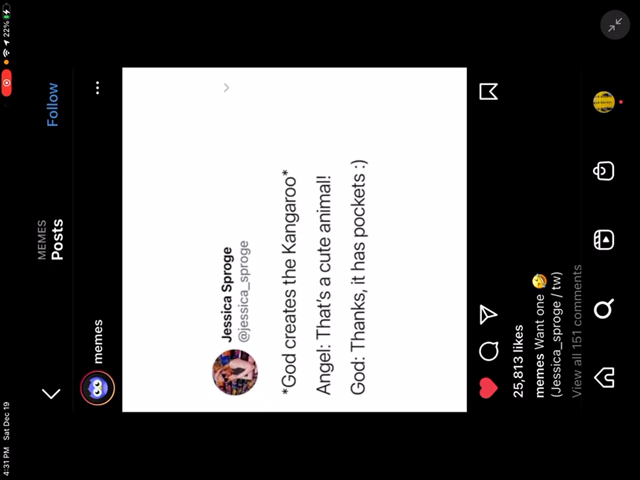 4:31 PM Sat Dec 19
22%
MEMES
Posts
Follow
memes
Jessica Sproge
@jessica_sproge
*God creates the Kangaroo*
Angel: That's a cute animal!
God: Thanks, it has pockets :)
25,813 likes
memes Want one 🥴
(Jessica_sproge / tw)
View all 151 comments